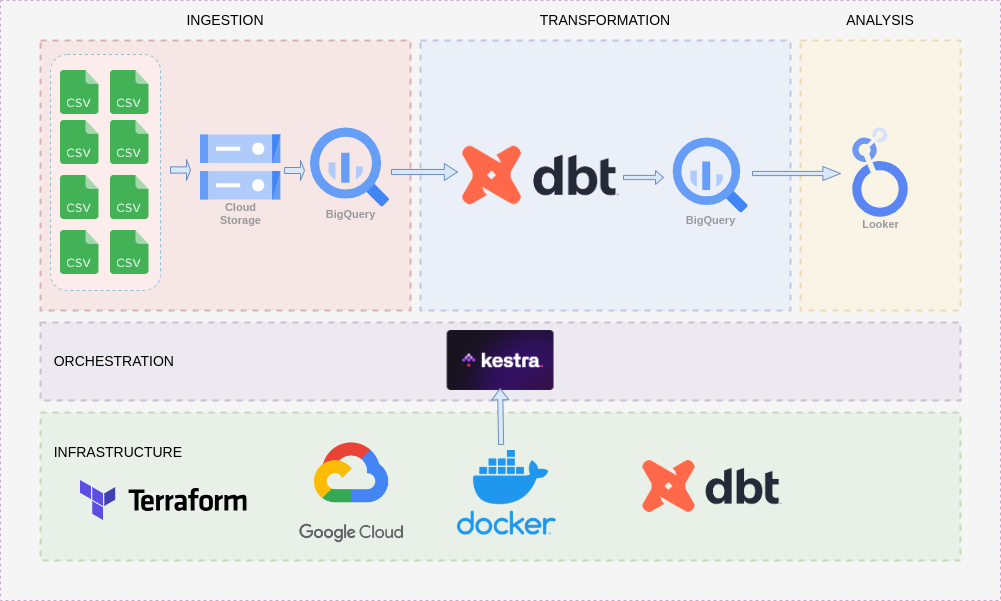 INGESTION
TRANSFORMATION
ANALYSIS
CSV CSV
CSV CSV
CSV CSV
CSV CSV
Cloud
Storage
BigQuery
dbt
BigQuery
Looker
ORCHESTRATION
kestra
INFRASTRUCTURE
Terraform
Google Cloud
docker
dbt